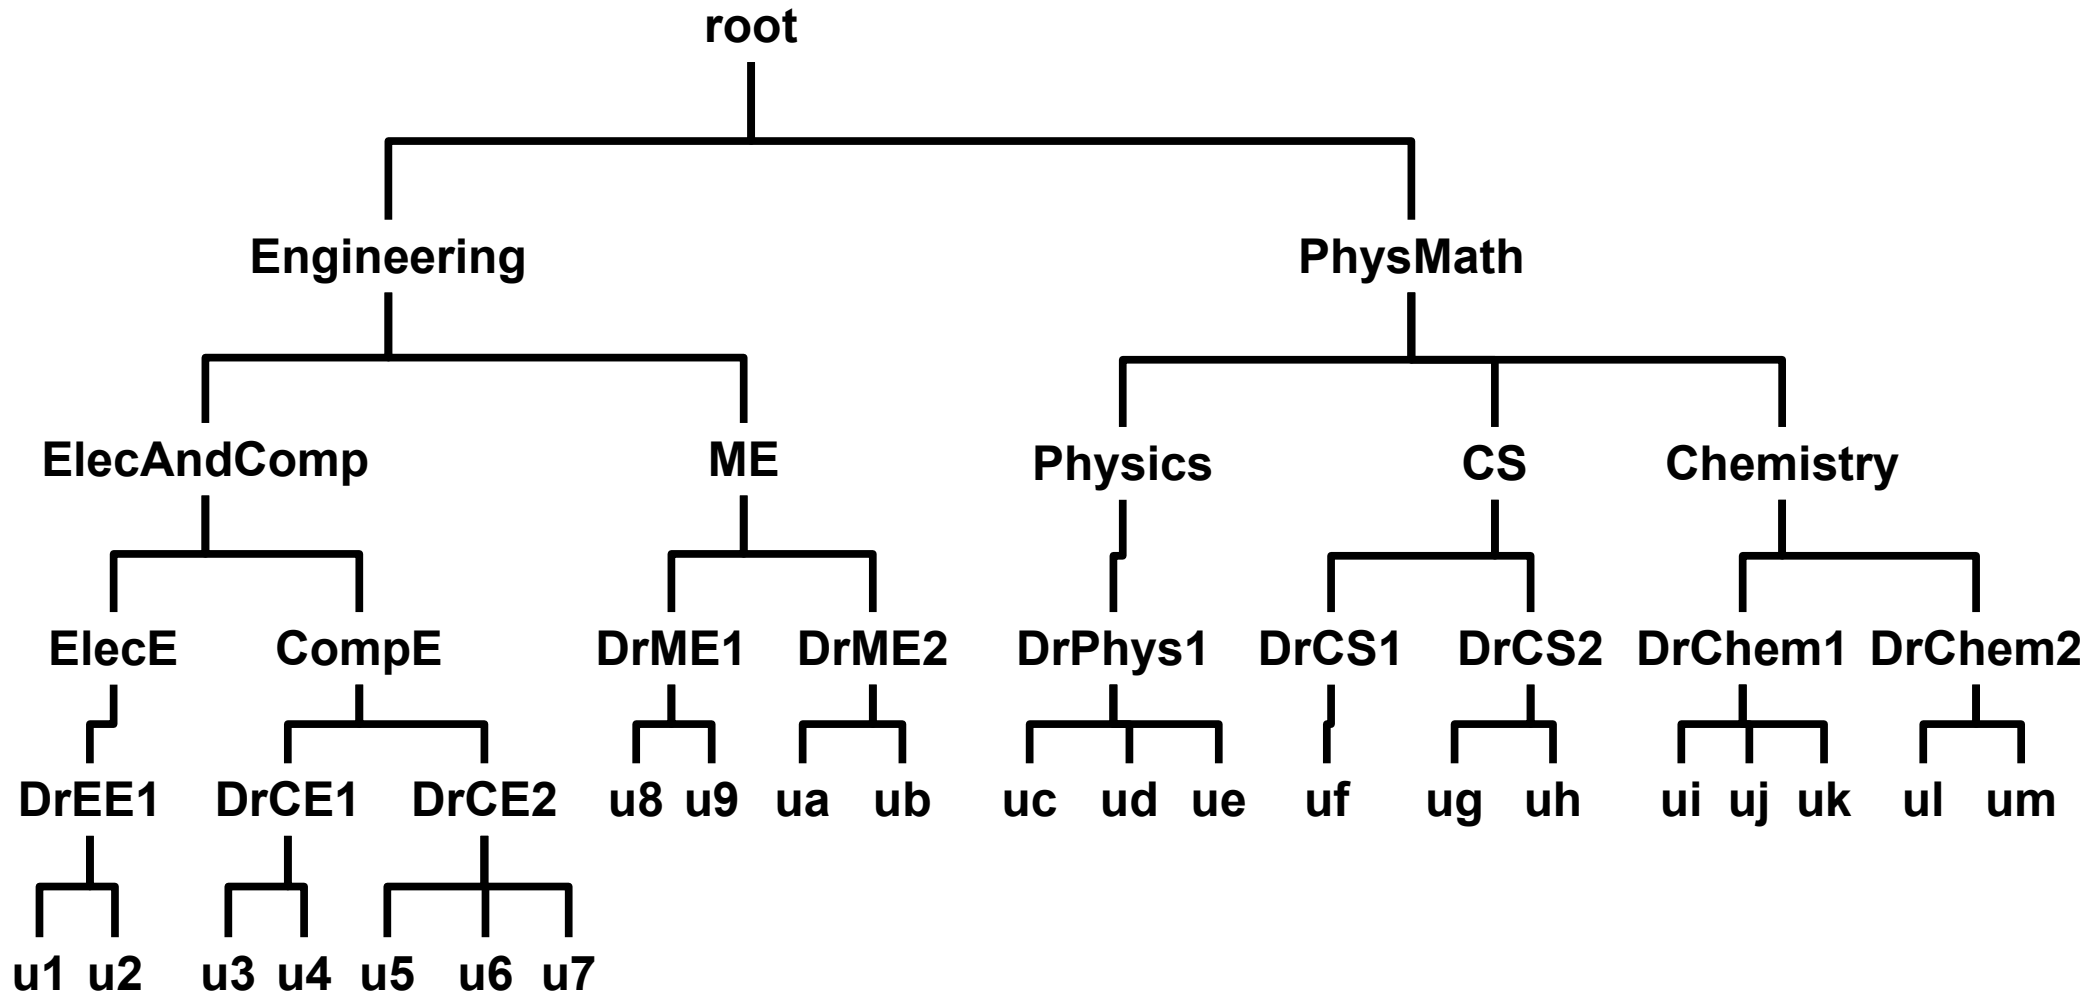 root
Engineering PhysMath
ElecAndComp ME Physics CS Chemistry
ElecE CompE DrME1 DrME2 DrPhys1 DrCS1 DrCS2 DrChem1 DrChem2
DrEE1 DrCE1 DrCE2 u8 u9 ua ub uc ud ue uf ug uh ui uj uk ul um
u1 u2 u3 u4 u5 u6 u7